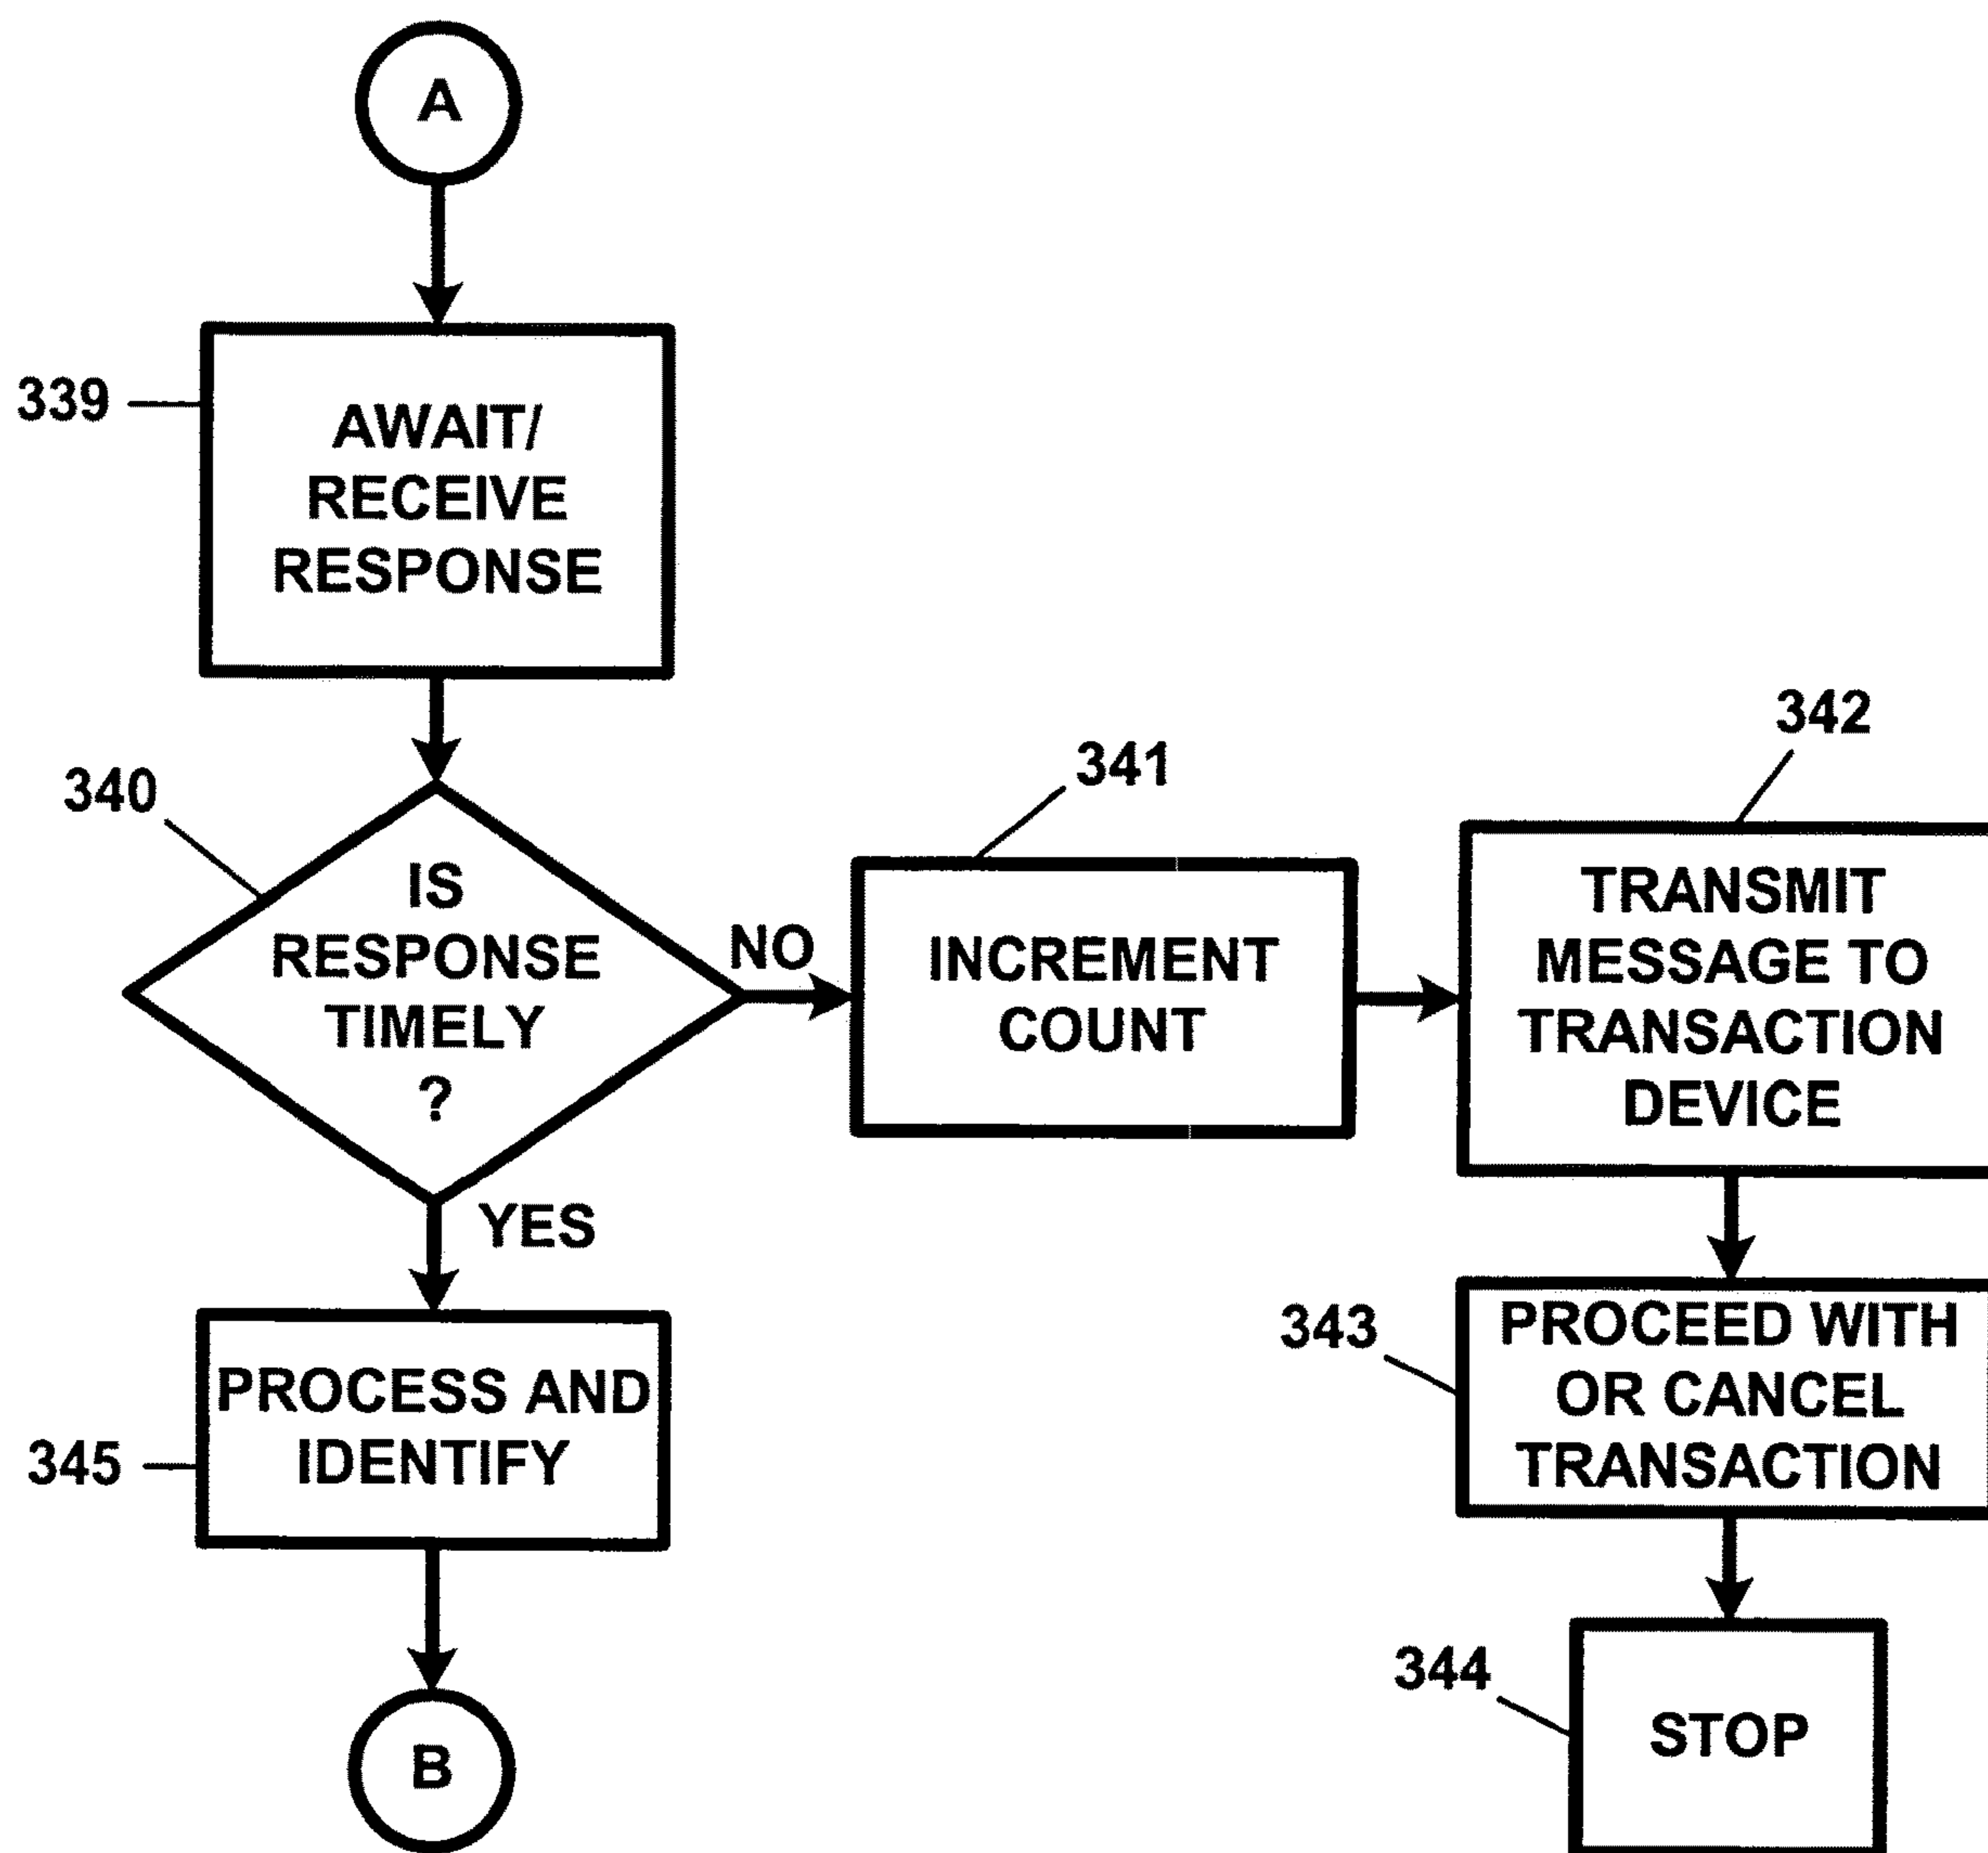 A
339
AWAIT/
RECEIVE
RESPONSE
340
IS
RESPONSE
TIMELY
?
NO
341
INCREMENT
COUNT
342
TRANSMIT
MESSAGE TO
TRANSACTION
DEVICE
YES
343
PROCEED WITH
OR CANCEL
TRANSACTION
345
PROCESS AND
IDENTIFY
344
STOP
B